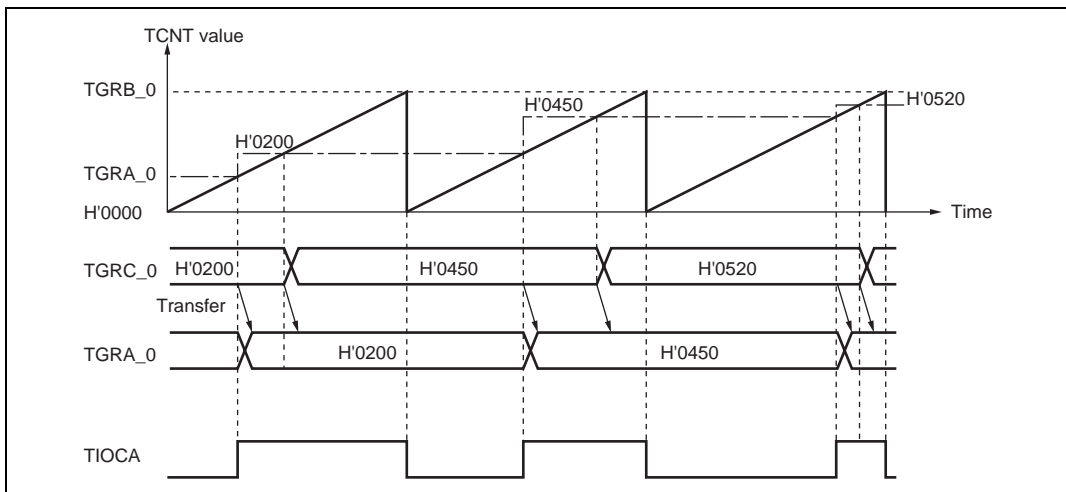 TCNT value
TGRB_0
H'0520
H'0450
H'0200
TGRA_0
H'0000
Time
TGRC_0
H'0200
H'0450
H'0520
Transfer
TGRA_0
H'0200
H'0450
TIOCA